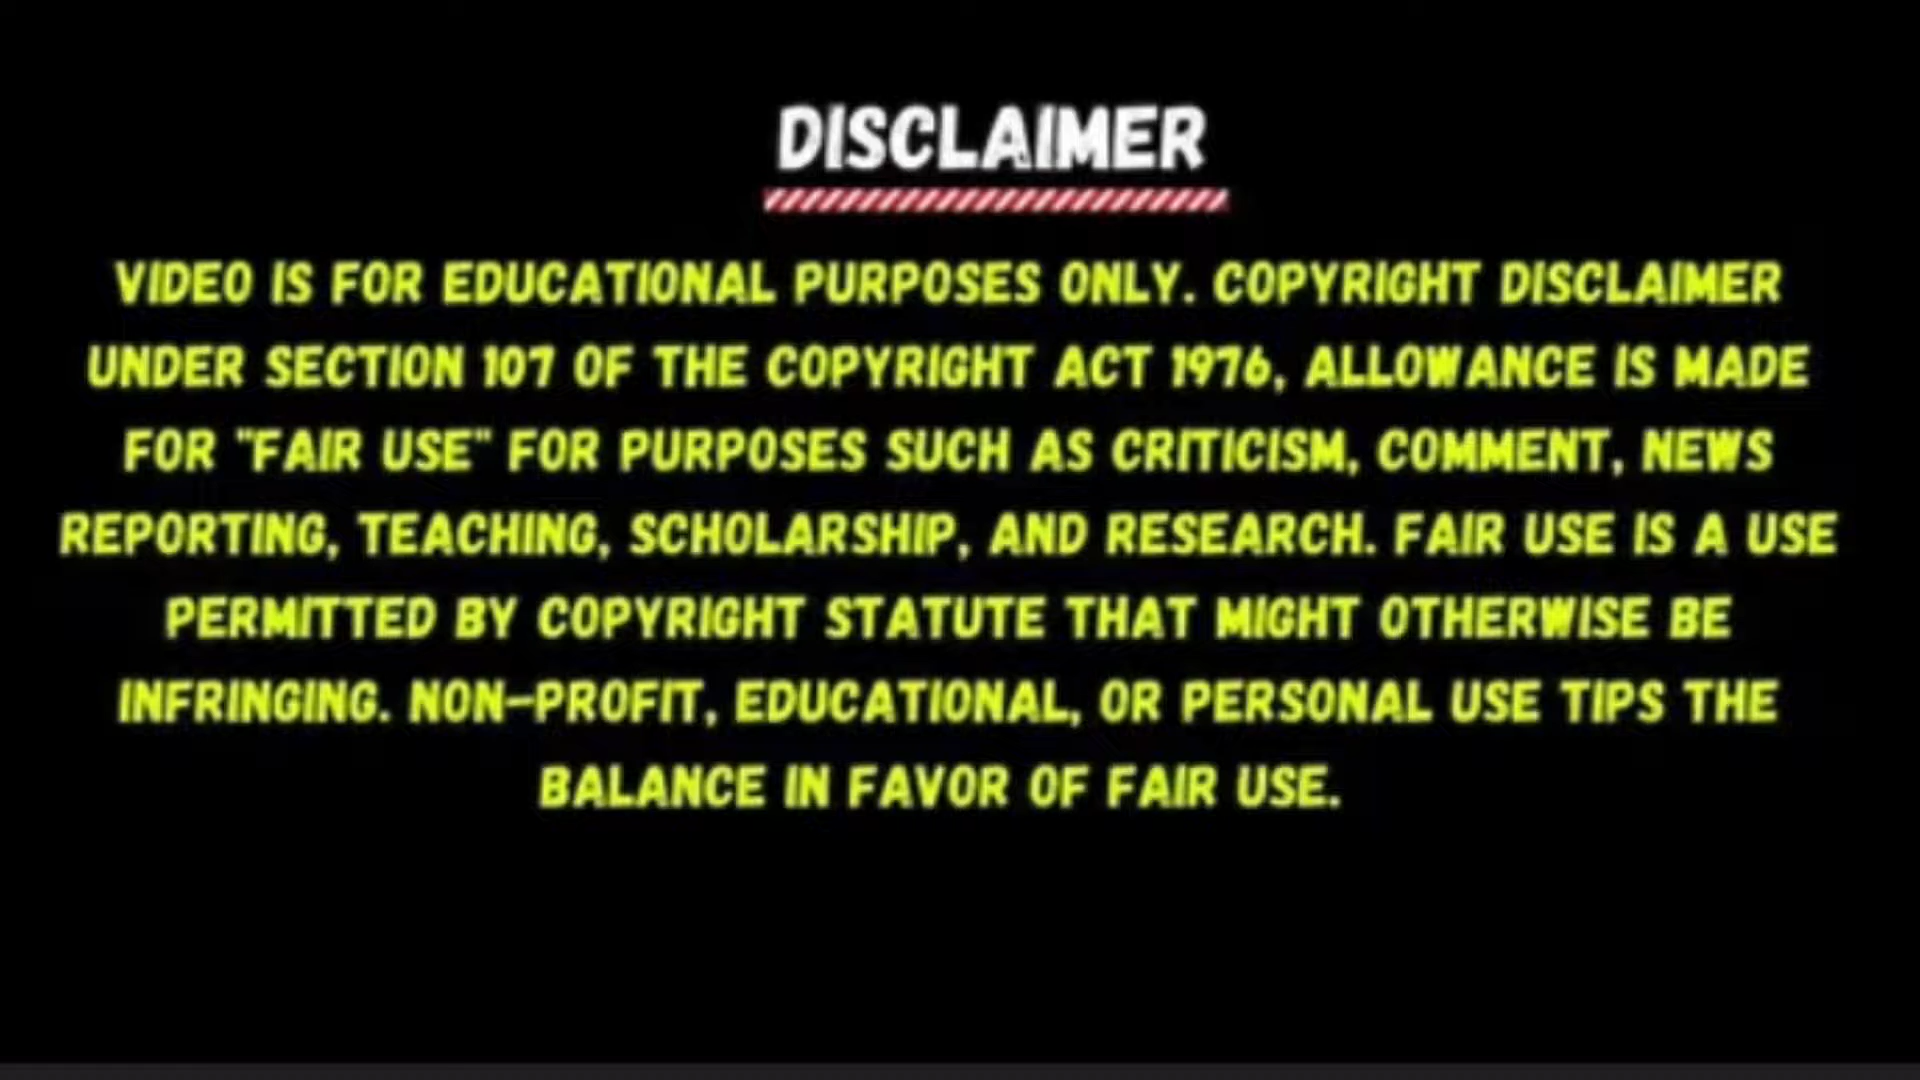 DISCLAIMER
VIDEO IS FOR EDUCATIONAL PURPOSES ONLY. COPYRIGHT DISCLAIMER
UNDER SECTION 107 OF THE COPYRIGHT ACT 1976, ALLOWANCE IS MADE
FOR "FAIR USE" FOR PURPOSES SUCH AS CRITICISM, COMMENT, NEWS
REPORTING, TEACHING, SCHOLARSHIP, AND RESEARCH. FAIR USE IS A USE
PERMITTED BY COPYRIGHT STATUTE THAT MIGHT OTHERWISE BE
INFRINGING. NON-PROFIT, EDUCATIONAL, OR PERSONAL USE TIPS THE
BALANCE IN FAVOR OF FAIR USE.